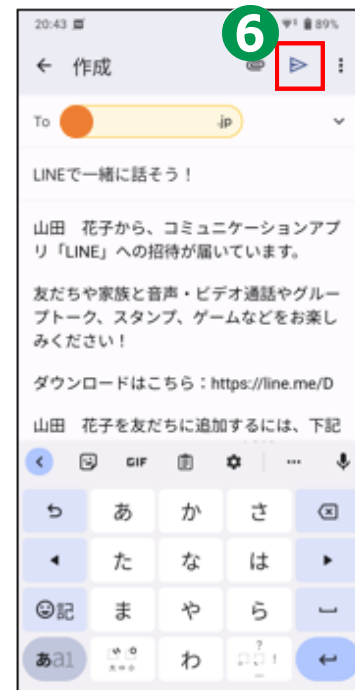 20:43 89%
6
作成
To .jp
LINEで一緒に話そう！
山田　花子から、コミュニケーションアプ
リ「LINE」への招待が届いています。
友だちや家族と音声・ビデオ通話やグルー
プトーク、スタンプ、ゲームなどをお楽し
みください！
ダウンロードはこちら：https://line.me/D
山田　花子を友だちに追加するには、下記
GIF
あ か さ
た な は
記 ま や ら
あa1 わ ? !